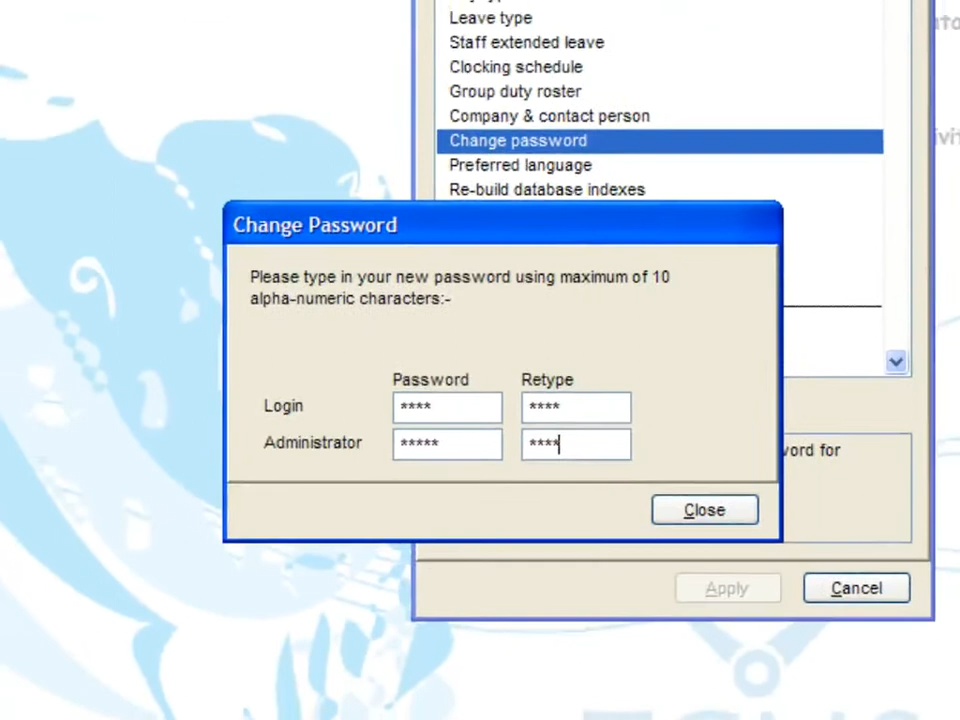 Leave type
Staff extended leave
Clocking schedule
Group duty roster
Company & contact person
Change password
Preferred language
Re-build database indexes
Change Password
Please type in your new password using maximum of 10
alpha-numeric characters:-
Password Retype
Login **** ****
Administrator ***** ****
word for
Close
Apply Cancel